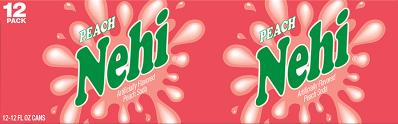 12
PACK
PEACH
Nehi
Artificially Flavored
Peach Soda
PEACH
Nehi
Artificially Flavored
Peach Soda
12-12 FL OZ CANS